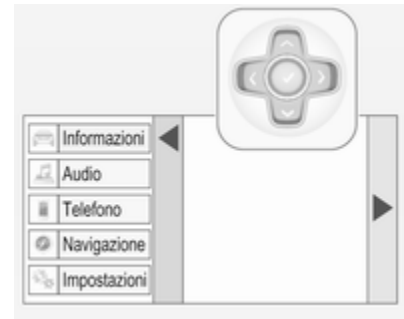 Informazioni
Audio
Telefono
Navigazione
Impostazioni